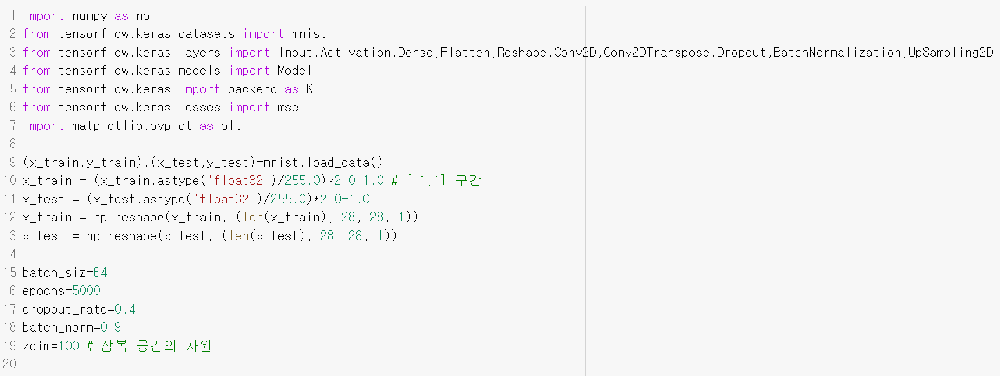 1 import numpy as np
2 from tensorflow.keras.datasets import mnist
3 from tensorflow.keras.layers import Input,Activation,Dense,Flatten,Reshape,Conv2D,Conv2DTranspose,Dropout,BatchNormalization,UpSampling2D
4 from tensorflow.keras.models import Model
5 from tensorflow.keras import backend as K
6 from tensorflow.keras.losses import mse
7 import matplotlib.pyplot as plt
8
9 (x_train,y_train),(x_test,y_test)=mnist.load_data()
10 x_train = (x_train.astype('float32')/255.0)*2.0-1.0 # [-1,1] 구간
11 x_test = (x_test.astype('float32')/255.0)*2.0-1.0
12 x_train = np.reshape(x_train, (len(x_train), 28, 28, 1))
13 x_test = np.reshape(x_test, (len(x_test), 28, 28, 1))
14
15 batch_siz=64
16 epochs=5000
17 dropout_rate=0.4
18 batch_norm=0.9
19 zdim=100 # 잠복 공간의 차원
20